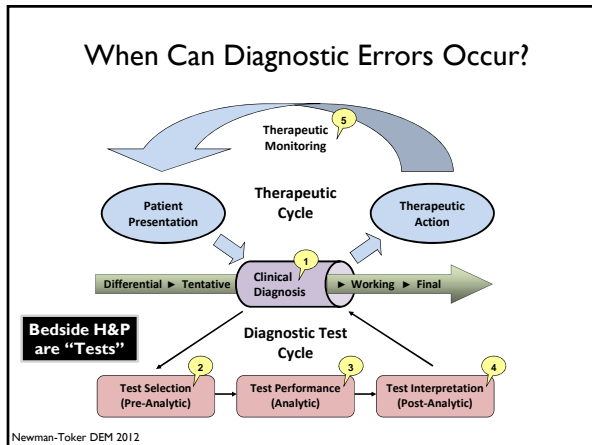 When Can Diagnostic Errors Occur?
5
Therapeutic
Monitoring
Patient
Presentation
Therapeutic
Cycle
Therapeutic
Action
1
Differential ► Tentative
Clinical
Diagnosis
► Working ► Final
Bedside H&P
are “Tests”
Diagnostic Test
Cycle
2
3
4
Test Selection
(Pre-Analytic)
Test Performance
(Analytic)
Test Interpretation
(Post-Analytic)
Newman-Toker DEM 2012